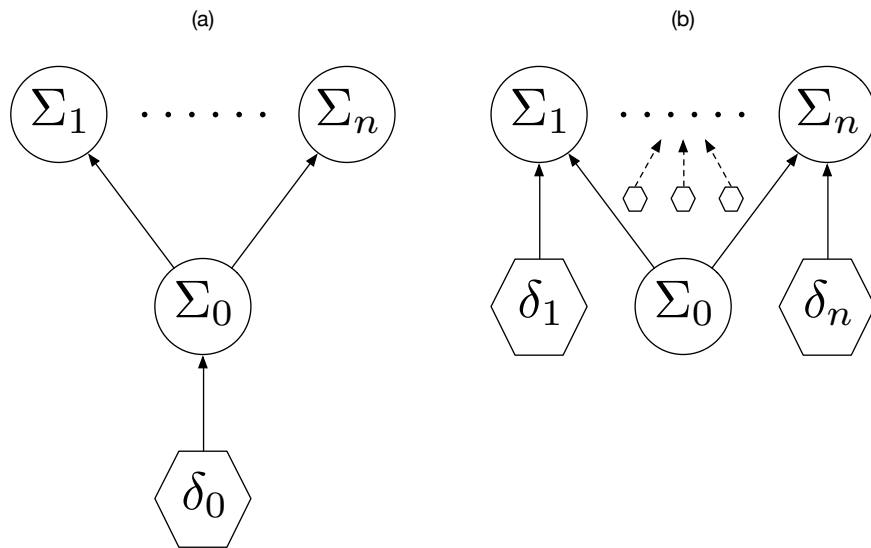 (a)
Σ₁ · · · · · · Σₙ
Σ₀
δ₀
(b)
Σ₁ · · · · · · Σₙ
δ₁ Σ₀ δₙ